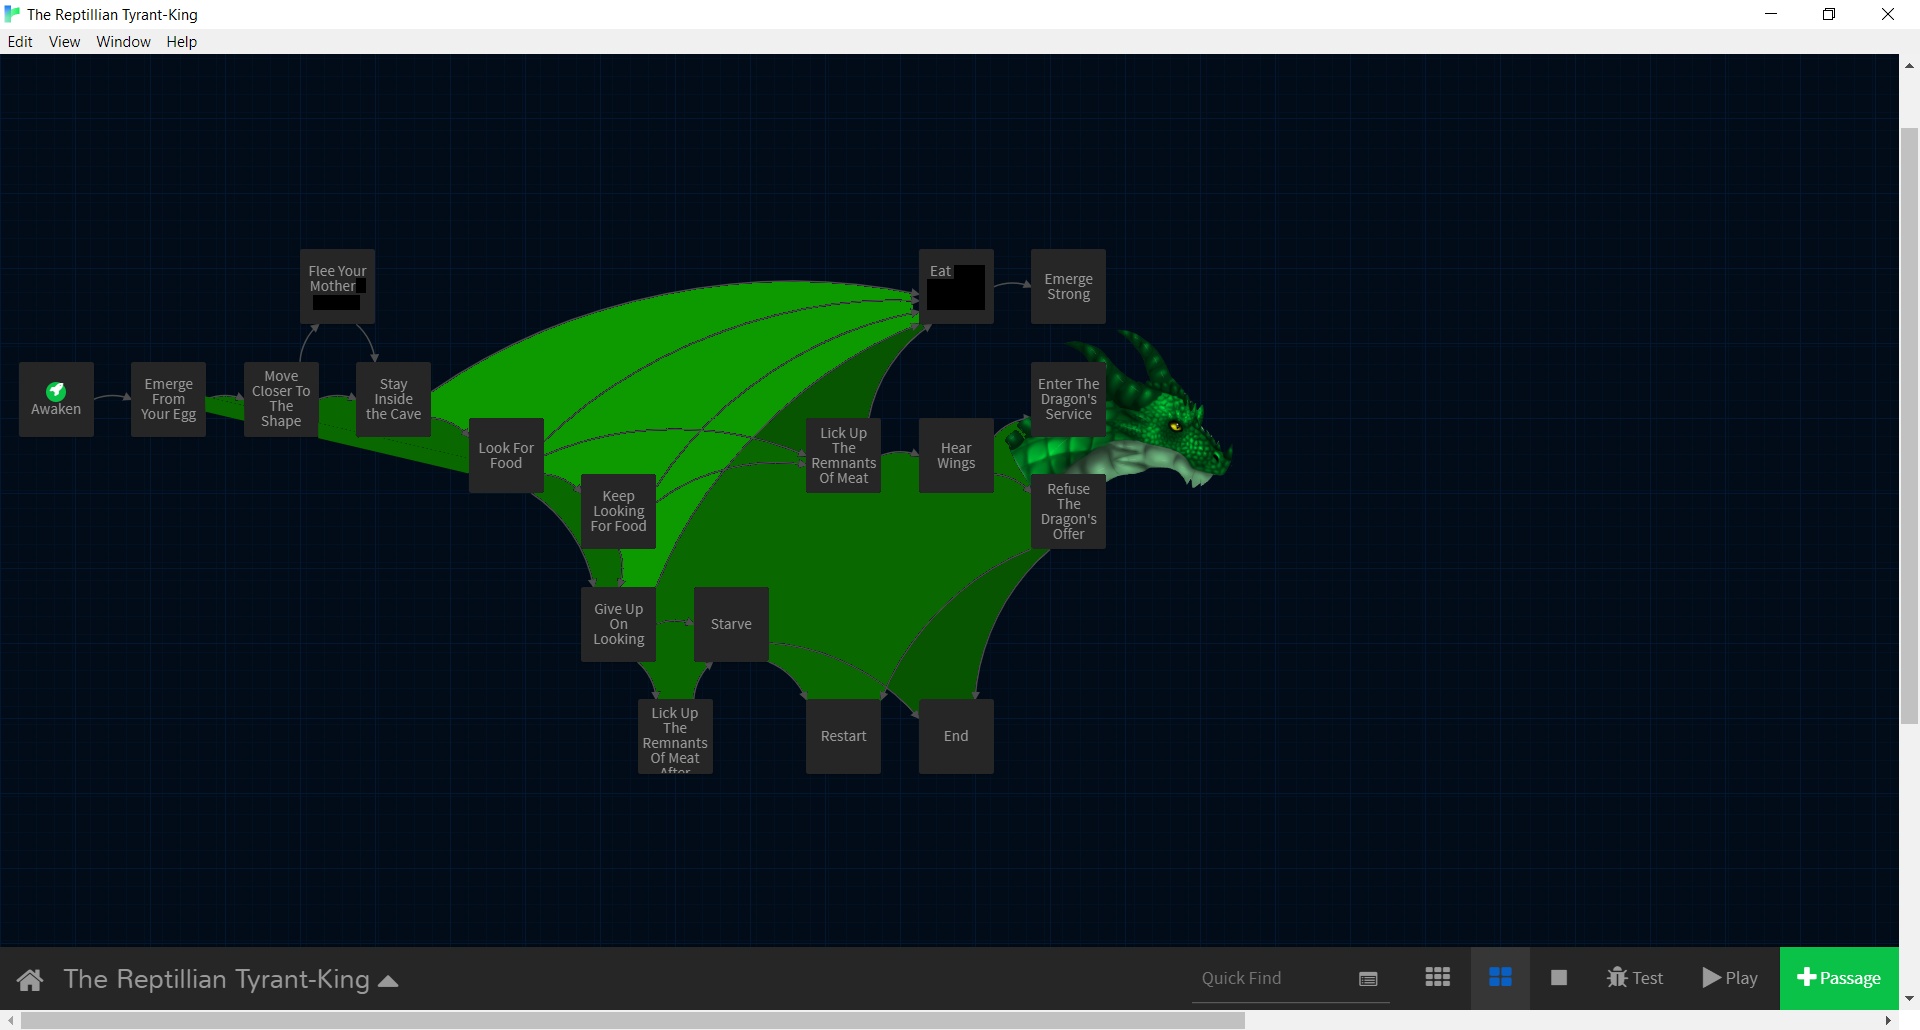 The Reptillian Tyrant-King
Edit View Window Help
Flee Your
Mother
Eat
Emerge
Strong
Awaken
Emerge
From
Your Egg
Move
Closer To
The
Shape
Stay
Inside
the Cave
Enter The
Dragon's
Service
Look For
Food
Lick Up
The
Remnants
Of Meat
Hear
Wings
Keep
Looking
For Food
Refuse
The
Dragon's
Offer
Give Up
On
Looking
Starve
Lick Up
The
Remnants
Of Meat
After
Restart
End
The Reptillian Tyrant-King
Quick Find
Test
Play
Passage